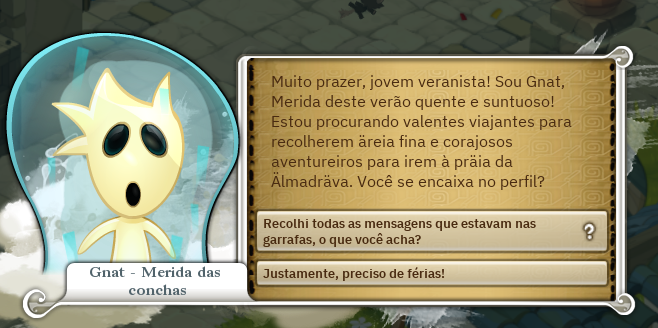 Muito prazer, jovem veranista! Sou Gnat,
Merida deste verão quente e suntuoso!
Estou procurando valentes viajantes para
recolherem äreia fina e corajosos
aventureiros para irem à präia da
Älmadräva. Você se encaixa no perfil?
Recolhi todas as mensagens que estavam nas
garrafas, o que você acha?
?
Justamente, preciso de férias!
Gnat - Merida das
conchas